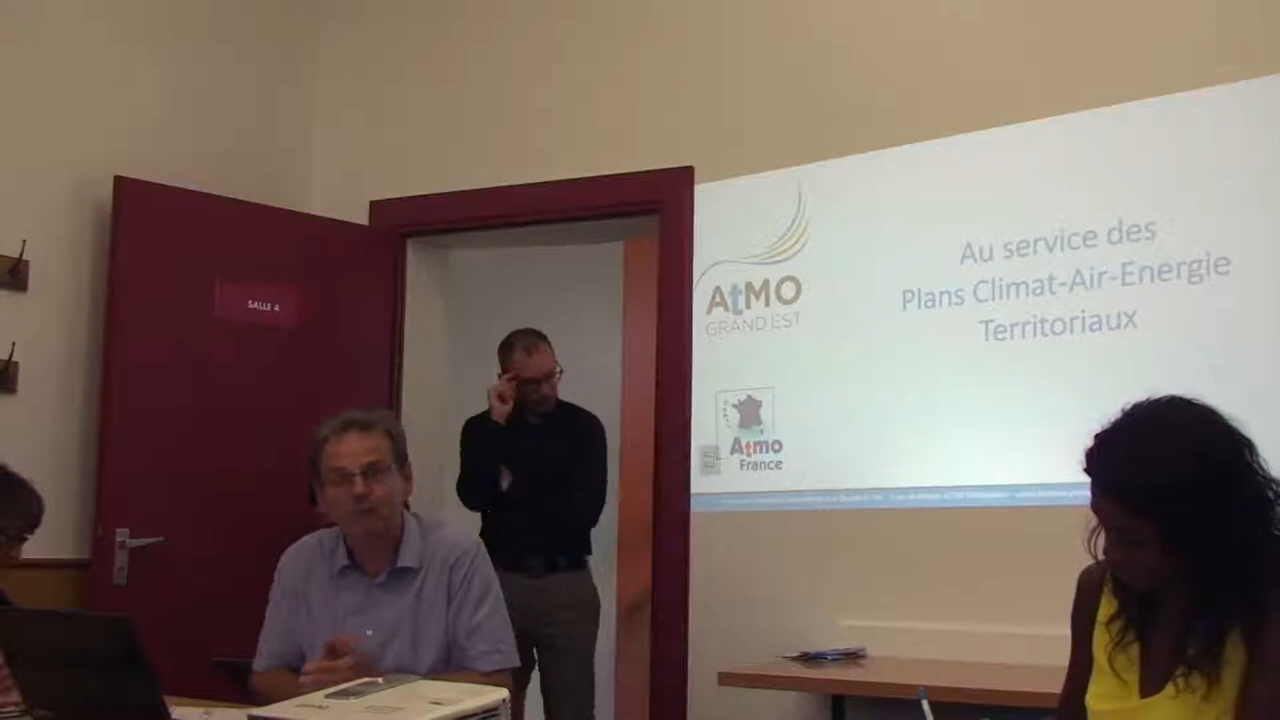 SALLE 4
AtMO
GRAND EST
Au service des
Plans Climat-Air-Energie
Territoriaux
Atmo
France